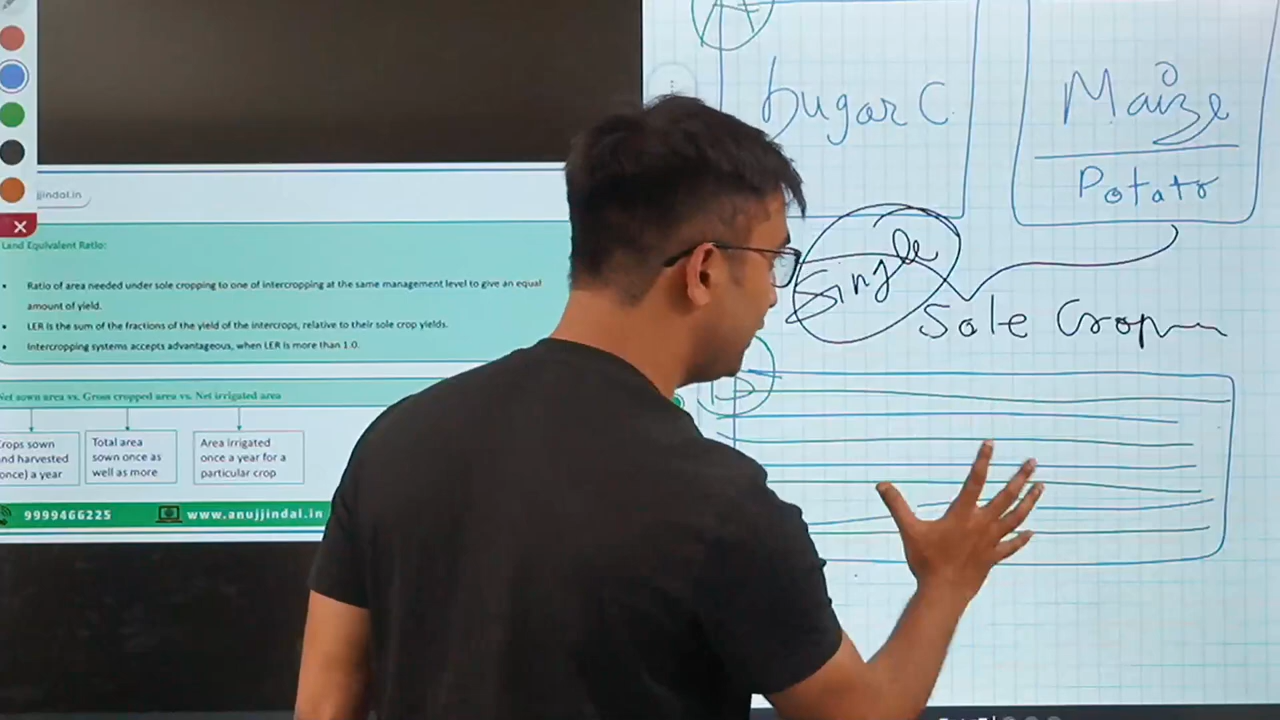 jjindal.in
Land Equivalent Ratio:
Ratio of area needed under sole cropping to one of intercropping at the same management level to give an equal
amount of yield.
LER is the sum of the fractions of the yield of the intercrops, relative to their sole crop yields.
Intercropping systems accepts advantageous, when LER is more than 1.0.
Net sown area vs. Gross cropped area vs. Net irrigated area
Crops sown
and harvested
(once) a year
Total area
sown once as
well as more
Area irrigated
once a year for a
particular crop
9999466225
www.anujjindal.in
A+
Sugar C
Maize
Potato
Single
Sole Crop
D